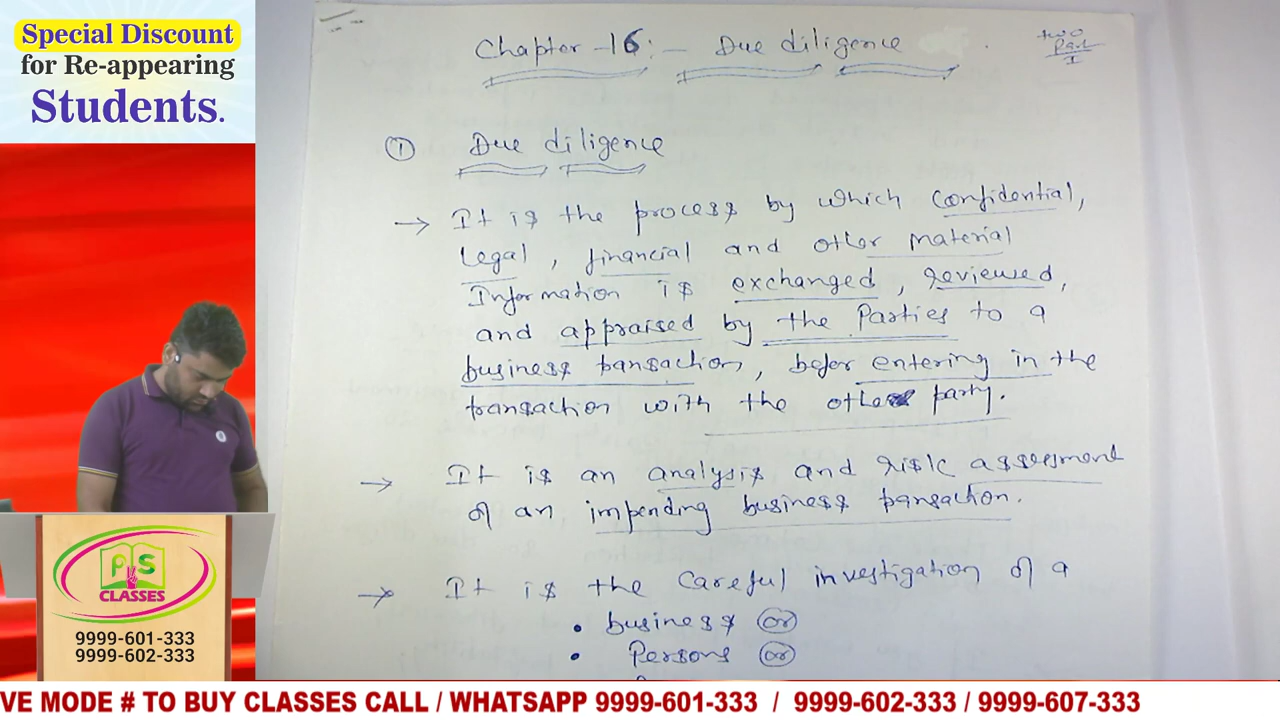 Special Discount
for Re-appearing
Students.
Chapter -16:- Due diligence
two
Part
I
① Due diligence
→ It is the process by which confidential,
legal, financial and other material
Information is exchanged, reviewed,
and appraised by the Parties to a
business transaction, befor entering in the
transaction with the other party.
→ It is an analysis and risk assesment
of an impending business transaction.
→ It is the careful investigation of a
• business or
• Persons or
PS
CLASSES
9999-601-333
9999-602-333
VE MODE # TO BUY CLASSES CALL / WHATSAPP 9999-601-333 / 9999-602-333 / 9999-607-333